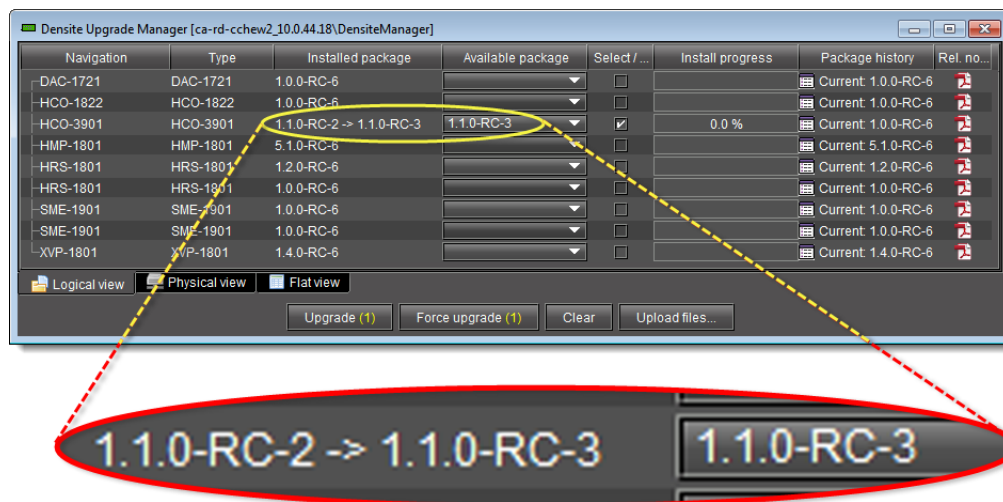 Densite Upgrade Manager [ca-rd-cchew2_10.0.44.18\DensiteManager]
Navigation Type Installed package Available package Select / ... Install progress Package history Rel. no...
DAC-1721 DAC-1721 1.0.0-RC-6 Current: 1.0.0-RC-6
HCO-1822 HCO-1822 1.0.0-RC-6 Current: 1.0.0-RC-6
HCO-3901 HCO-3901 1.1.0-RC-2 -> 1.1.0-RC-3 1.1.0-RC-3 0.0 % Current: 1.0.0-RC-6
HMP-1801 HMP-1801 5.1.0-RC-6 Current: 5.1.0-RC-6
HRS-1801 HRS-1801 1.2.0-RC-6 Current: 1.2.0-RC-6
HRS-1801 HRS-1801 1.0.0-RC-6 Current: 1.0.0-RC-6
SME-1901 SME-1901 1.0.0-RC-6 Current: 1.0.0-RC-6
SME-1901 SME-1901 1.0.0-RC-6 Current: 1.0.0-RC-6
XVP-1801 XVP-1801 1.4.0-RC-6 Current: 1.4.0-RC-6
Logical view Physical view Flat view
Upgrade (1) Force upgrade (1) Clear Upload files...
1.1.0-RC-2 -> 1.1.0-RC-3 1.1.0-RC-3